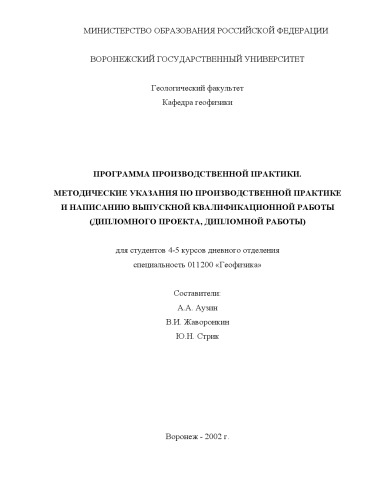 МИНИСТЕРСТВО ОБРАЗОВАНИЯ РОССИЙСКОЙ ФЕДЕРАЦИИ
ВОРОНЕЖСКИЙ ГОСУДАРСТВЕННЫЙ УНИВЕРСИТЕТ
Геологический факультет
Кафедра геофизики
ПРОГРАММА ПРОИЗВОДСТВЕННОЙ ПРАКТИКИ.
МЕТОДИЧЕСКИЕ УКАЗАНИЯ ПО ПРОИЗВОДСТВЕННОЙ ПРАКТИКЕ
И НАПИСАНИЮ ВЫПУСКНОЙ КВАЛИФИКАЦИОННОЙ РАБОТЫ
(ДИПЛОМНОГО ПРОЕКТА, ДИПЛОМНОЙ РАБОТЫ)
для студентов 4-5 курсов дневного отделения
специальность 011200 «Геофизика»
Составители:
А.А. Аузин
В.И. Жаворонкин
Ю.Н. Стрик
Воронеж - 2002 г.